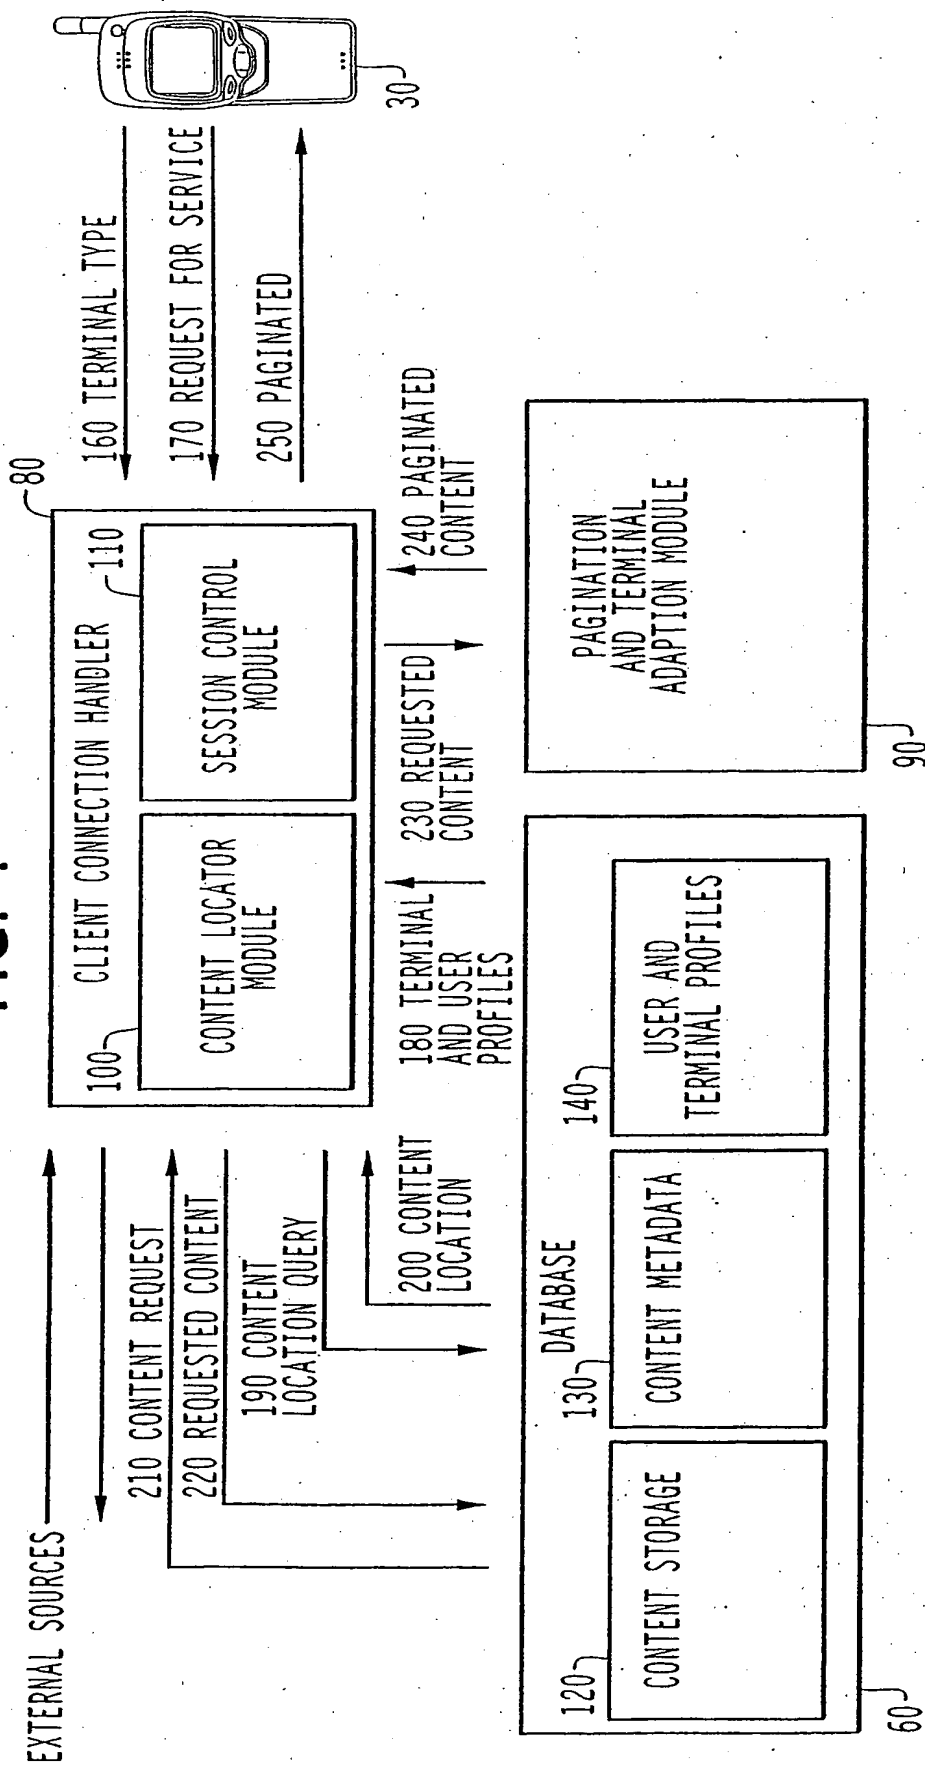 EXTERNAL SOURCES
210 CONTENT REQUEST
220 REQUESTED CONTENT
190 CONTENT
LOCATION QUERY
200 CONTENT
LOCATION
80
CLIENT CONNECTION HANDLER
100
CONTENT LOCATOR
MODULE
110
SESSION CONTROL
MODULE
160 TERMINAL TYPE
170 REQUEST FOR SERVICE
250 PAGINATED
30
180 TERMINAL
AND USER
PROFILES
230 REQUESTED
CONTENT
240 PAGINATED
CONTENT
DATABASE
120
CONTENT STORAGE
130
CONTENT METADATA
140
USER AND
TERMINAL PROFILES
60
PAGINATION
AND TERMINAL
ADAPTION MODULE
90